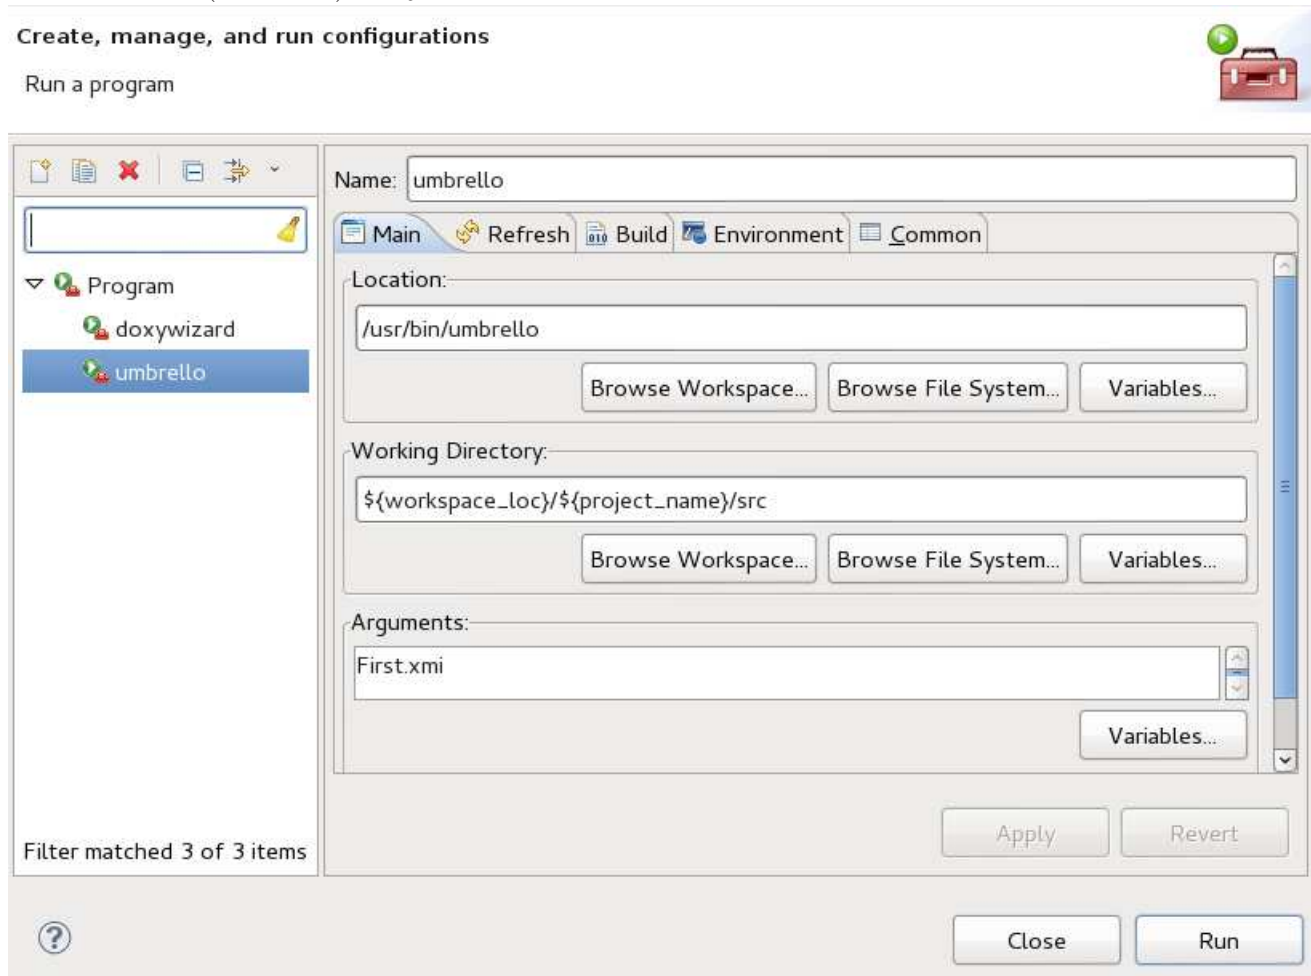 Create, manage, and run configurations
Run a program
Name: umbrello
Main Refresh Build Environment Common
Program
doxywizard
umbrello
Filter matched 3 of 3 items
Location:
/usr/bin/umbrello
Browse Workspace... Browse File System... Variables...
Working Directory:
${workspace_loc}/${project_name}/src
Browse Workspace... Browse File System... Variables...
Arguments:
First.xmi
Variables...
Apply Revert
Close Run